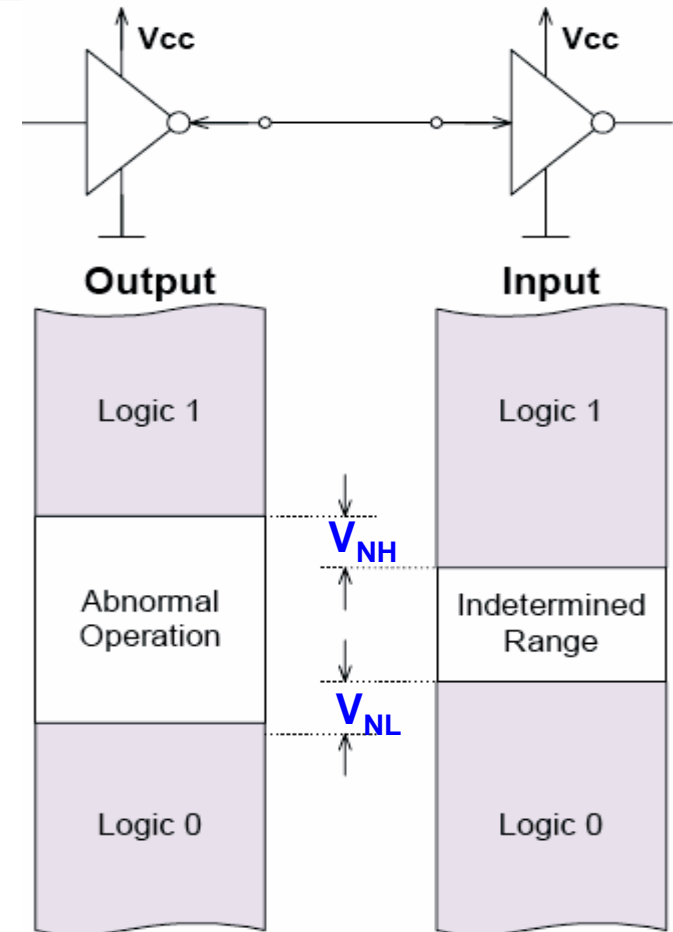 Vcc
Vcc
Output
Input
Logic 1
Logic 1
VNH
Abnormal
Operation
Indetermined
Range
VNL
Logic 0
Logic 0